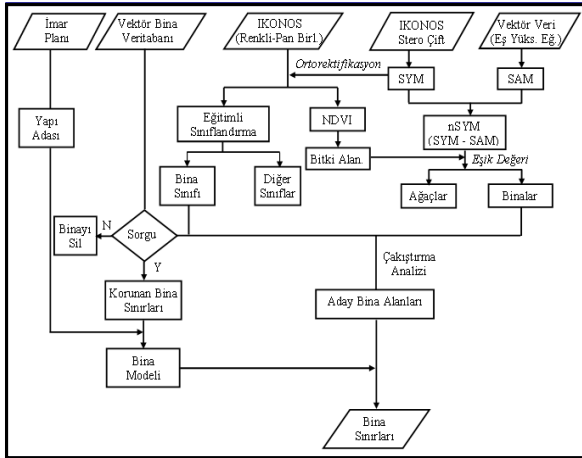 İmar
Planı
Vektör Bina
Veritabanı
IKONOS
(Renkli-Pan Birl.)
IKONOS
Stero Çift
Vektör Veri
(Eş Yüks. Eğ.)
Ortorektifikasyon
SYM
SAM
Yapı
Adası
Eğitimli
Sınıflandırma
NDVI
nSYM
(SYM - SAM)
Bitki Alan.
Eşik Değeri
Bina
Sınıfı
Diğer
Sınıflar
Ağaçlar
Binalar
Binayı
Sil
N
Sorgu
Y
Çakıştırma
Analizi
Korunan Bina
Sınırları
Aday Bina Alanları
Bina
Modeli
Bina
Sınırları